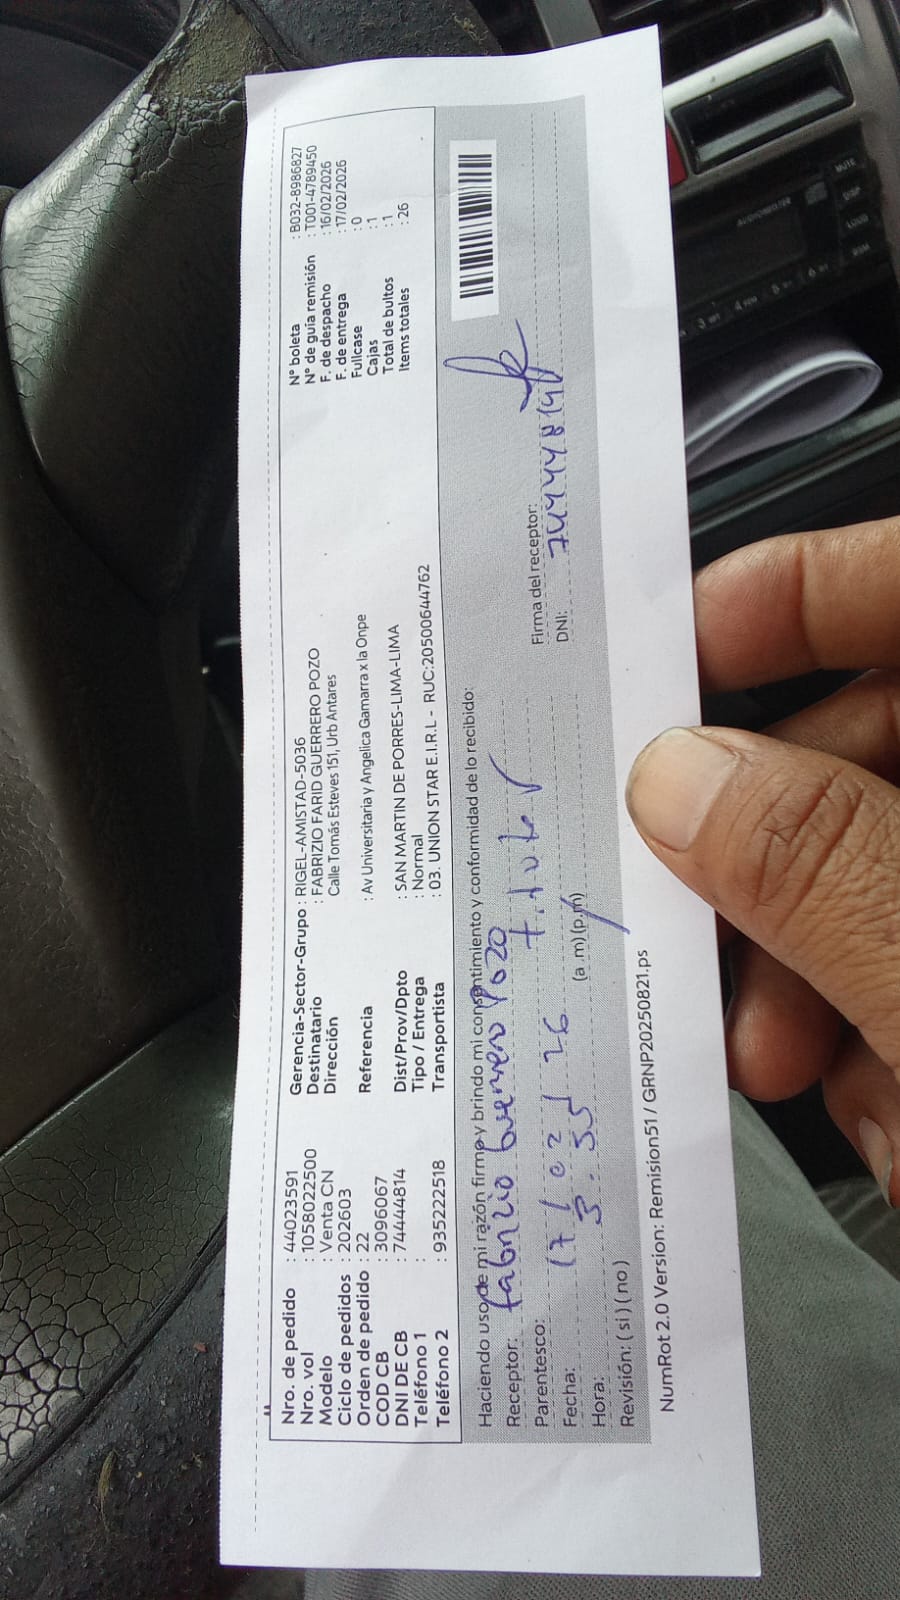 Nro. de pedido : 44023591
Nro. vol : 1058022500
Modelo : Venta CN
Ciclo de pedidos : 202603
Orden de pedido : 22
COD CB : 3096067
DNI DE CB : 74444814
Teléfono 1 :
Teléfono 2 : 935222518
Gerencia-Sector-Grupo : RIGEL-AMISTAD-5036
Destinatario : FABRIZIO FARID GUERRERO POZO
Dirección Calle Tomás Esteves 151, Urb Antares
Referencia : Av Universitaria y Angelica Gamarra x la Onpe
Dist/Prov/Dpto : SAN MARTIN DE PORRES-LIMA-LIMA
Tipo / Entrega : Normal
Transportista : 03. UNION STAR E.I.R.L - RUC:20500644762
N° boleta : B032-8986827
N° de guía remisión : T001-4789450
F. de despacho : 16/02/2026
F. de entrega : 17/02/2026
Fullcase : 0
Cajas : 1
Total de bultos : 1
Items totales : 26
Haciendo uso de mi razón firmo y brindo mi consentimiento y conformidad de lo recibido:
Receptor: Fabrizio Guerrero Pozo
Parentesco: Titular
Firma del receptor:
Fecha: 17/02/26
DNI: 74444814
Hora: 3:55 (a.m)(p.m)
Revisión: ( si ) ( no )
NumRot 2.0 Version: Remision51 / GRNP20250821.ps
MUTE
DISP
LOUD
AUDIOMASTER